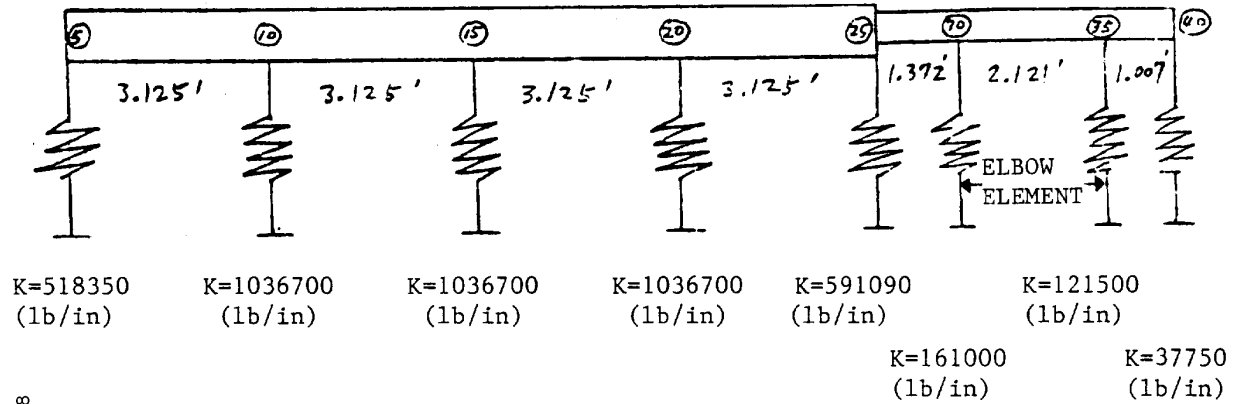 5 10 15 20 25 30 35 40
3.125' 3.125' 3.125' 3.125' 1.372' 2.121' 1.007'
ELBOW
ELEMENT
K=518350 K=1036700 K=1036700 K=1036700 K=591090 K=121500
(lb/in) (lb/in) (lb/in) (lb/in) (lb/in) (lb/in)
K=161000 K=37750
(lb/in) (lb/in)
8